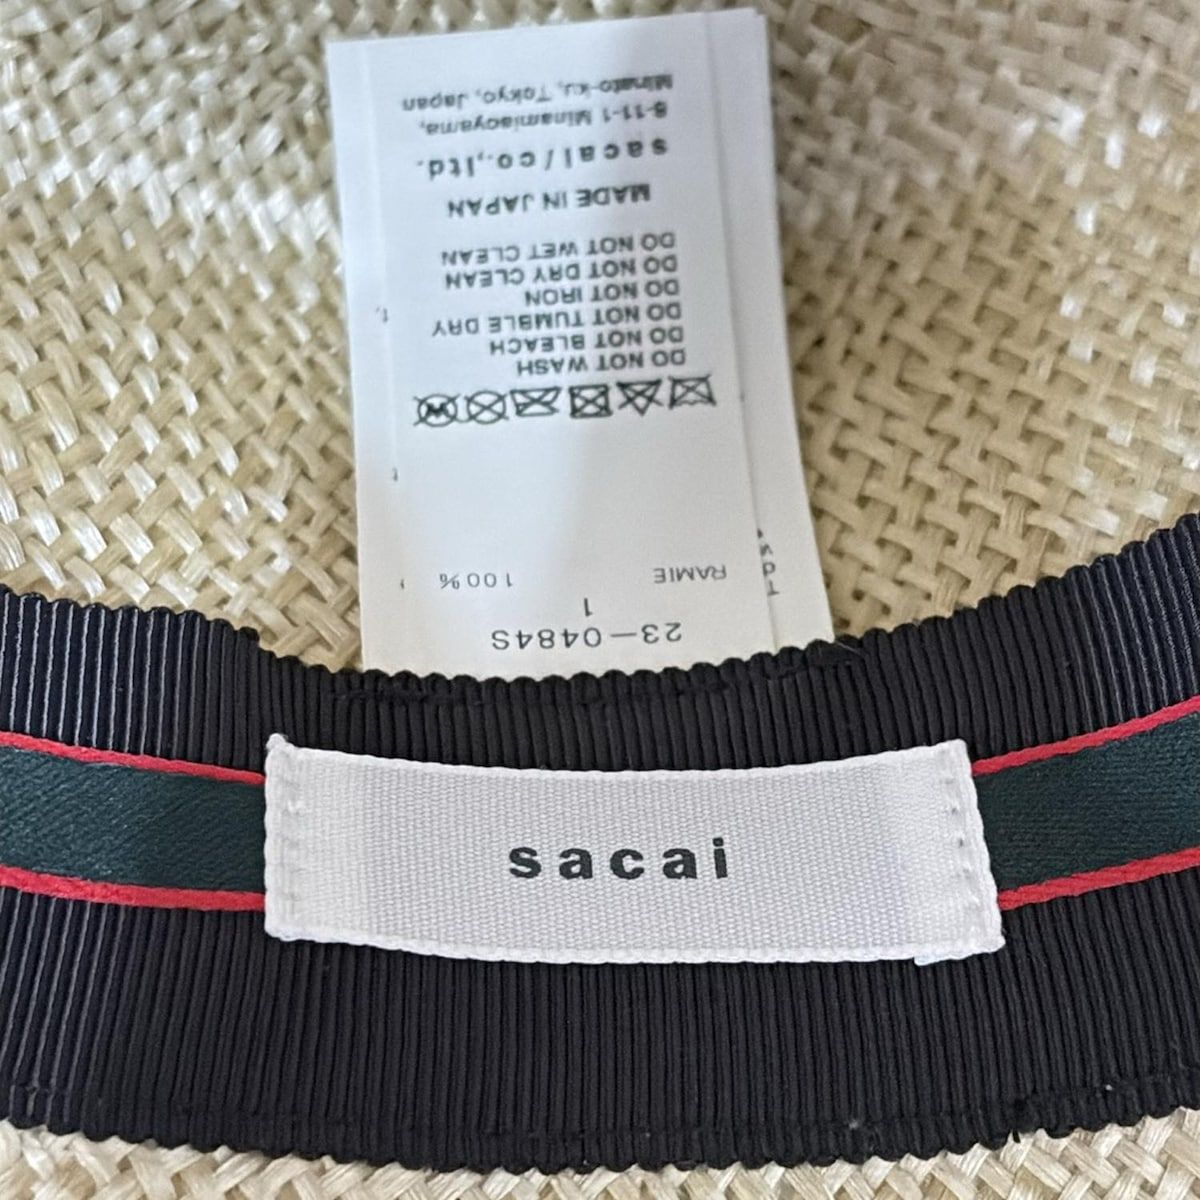 23-0484S
1
RAMIE 100%
DO NOT WASH
DO NOT BLEACH
DO NOT TUMBLE DRY
DO NOT IRON
DO NOT DRY CLEAN
DO NOT WET CLEAN
MADE IN JAPAN
sacai/co.,ltd.
6-11-1 Minamiaoyama,
Minato-ku, Tokyo, Japan
sacai